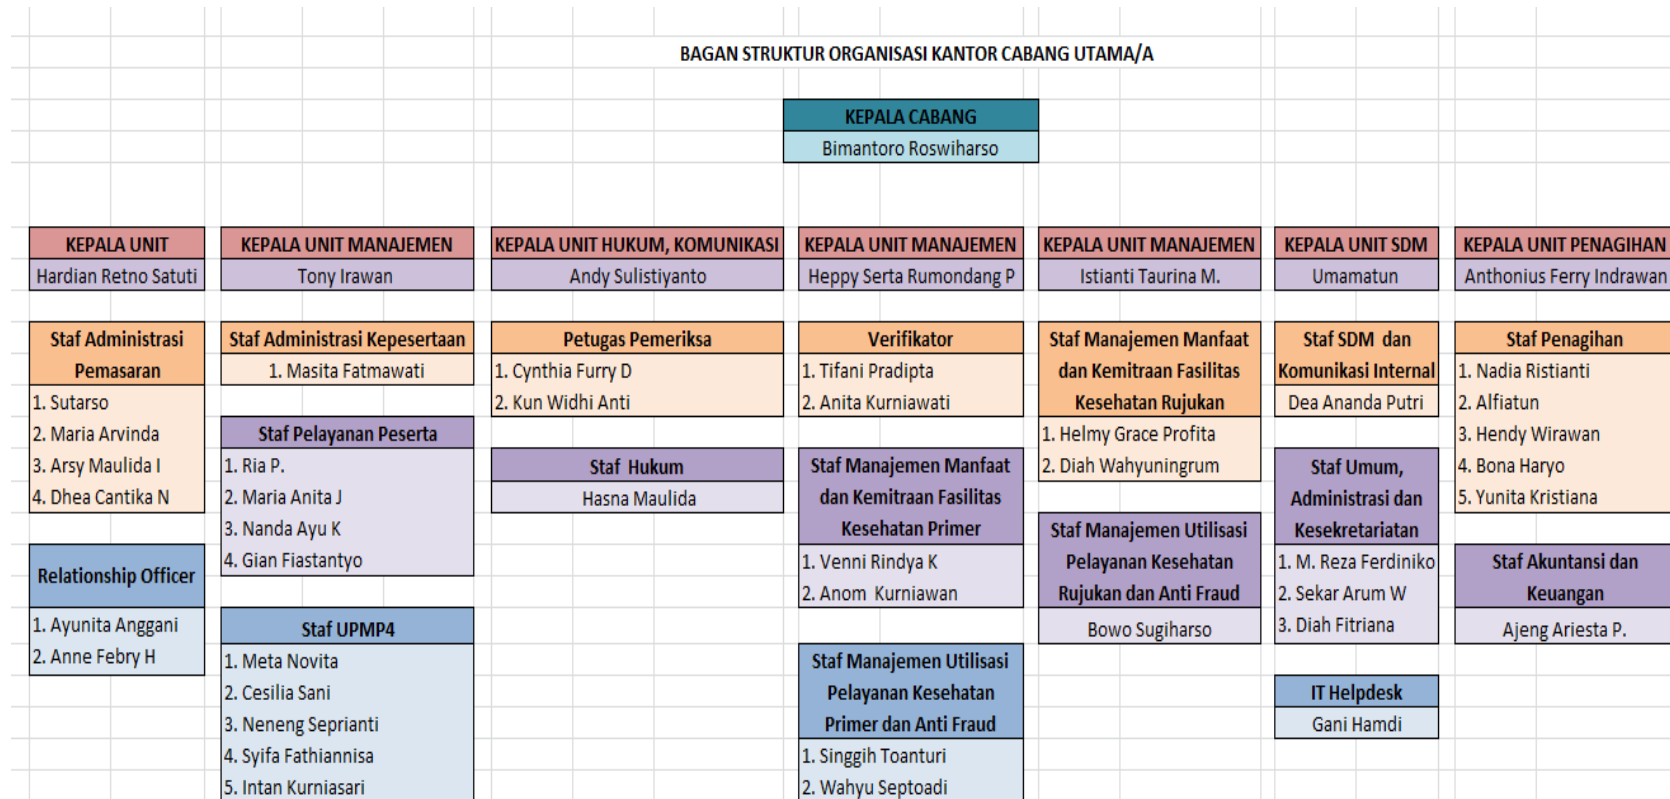 BAGAN STRUKTUR ORGANISASI KANTOR CABANG UTAMA/A
KEPALA CABANG
Bimantoro Roswiharso
KEPALA UNIT
Hardian Retno Satuti
Staf Administrasi
Pemasaran
1. Sutarso
2. Maria Arvinda
3. Arsy Maulida I
4. Dhea Cantika N
Relationship Officer
1. Ayunita Anggani
2. Anne Febry H
KEPALA UNIT MANAJEMEN
Tony Irawan
Staf Administrasi Kepesertaan
1. Masita Fatmawati
Staf Pelayanan Peserta
1. Ria P.
2. Maria Anita J
3. Nanda Ayu K
4. Gian Fiastantyo
Staf UPMP4
1. Meta Novita
2. Cesilia Sani
3. Neneng Seprianti
4. Syifa Fathiannisa
5. Intan Kurniasari
KEPALA UNIT HUKUM, KOMUNIKASI
Andy Sulistiyanto
Petugas Pemeriksa
1. Cynthia Furry D
2. Kun Widhi Anti
Staf Hukum
Hasna Maulida
KEPALA UNIT MANAJEMEN
Heppy Serta Rumondang P
Verifikator
1. Tifani Pradipta
2. Anita Kurniawati
Staf Manajemen Manfaat
dan Kemitraan Fasilitas
Kesehatan Primer
1. Venni Rindya K
2. Anom Kurniawan
Staf Manajemen Utilisasi
Pelayanan Kesehatan
Primer dan Anti Fraud
1. Singgih Toanturi
2. Wahyu Septoadi
KEPALA UNIT MANAJEMEN
Istianti Taurina M.
Staf Manajemen Manfaat
dan Kemitraan Fasilitas
Kesehatan Rujukan
1. Helmy Grace Profita
2. Diah Wahyuningrum
Staf Manajemen Utilisasi
Pelayanan Kesehatan
Rujukan dan Anti Fraud
Bowo Sugiharso
KEPALA UNIT SDM
Umamatun
Staf SDM dan
Komunikasi Internal
Dea Ananda Putri
Staf Umum,
Administrasi dan
Kesekretariatan
1. M. Reza Ferdiniko
2. Sekar Arum W
3. Diah Fitriana
IT Helpdesk
Gani Hamdi
KEPALA UNIT PENAGIHAN
Anthonius Ferry Indrawan
Staf Penagihan
1. Nadia Ristianti
2. Alfiatun
3. Hendy Wirawan
4. Bona Haryo
5. Yunita Kristiana
Staf Akuntansi dan
Keuangan
Ajeng Ariesta P.